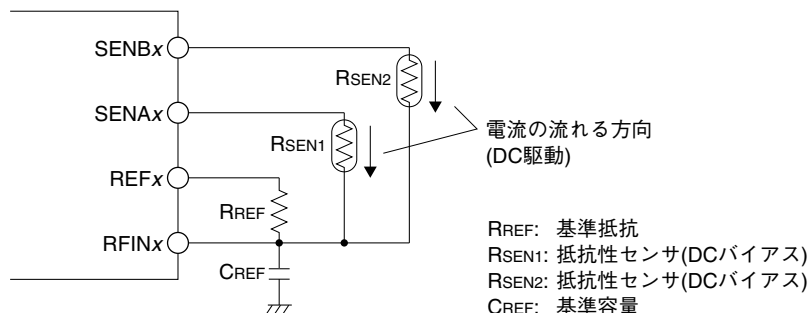 SENBx
RSEN2
SENAx
RSEN1
電流の流れる方向
(DC駆動)
REFx
RREF
RFINx
CREF
RREF: 基準抵抗
RSEN1: 抵抗性センサ(DCバイアス)
RSEN2: 抵抗性センサ(DCバイアス)
CREF: 基準容量